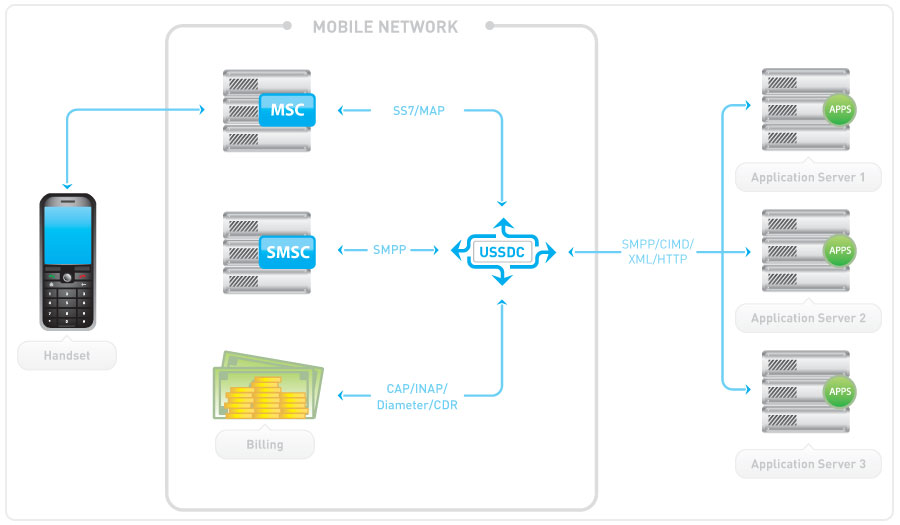 MOBILE NETWORK
MSC
SS7/MAP
APPS
Application Server 1
SMSC
SMPP
USSDC
SMPP/CIMD/
XML/HTTP
APPS
Application Server 2
Handset
CAP/INAP/
Diameter/CDR
Billing
APPS
Application Server 3